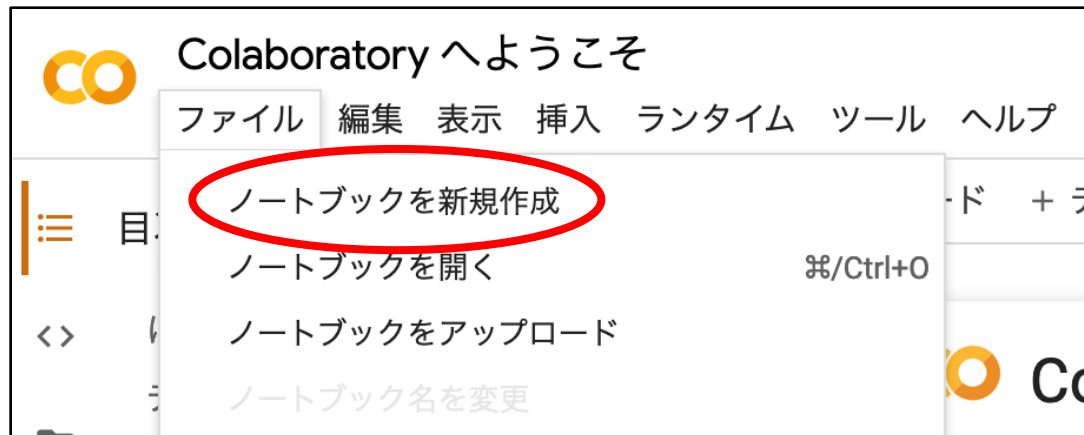 Colaboratory へようこそ
ファイル 編集 表示 挿入 ランタイム ツール ヘルプ
ノートブックを新規作成
ード + テ
目次
ノートブックを開く ⌘/Ctrl+O
ノートブックをアップロード
ノートブック名を変更
Co